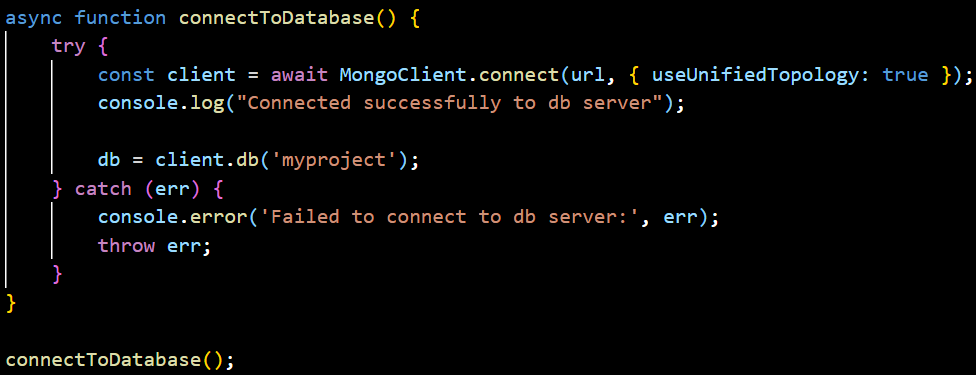 async function connectToDatabase() {
    try {
        const client = await MongoClient.connect(url, { useUnifiedTopology: true });
        console.log("Connected successfully to db server");

        db = client.db('myproject');
    } catch (err) {
        console.error('Failed to connect to db server:', err);
        throw err;
    }
}

connectToDatabase();